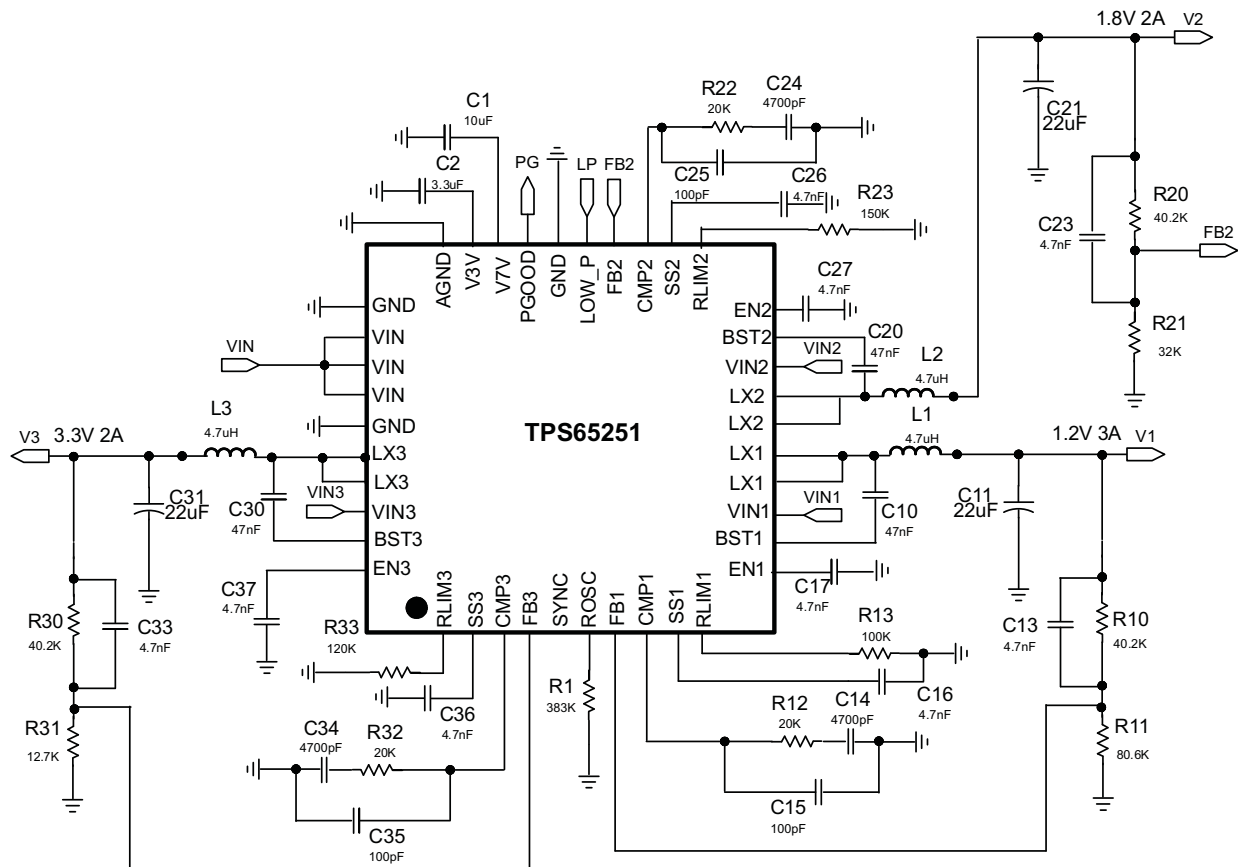 1.8V 2A
V2
C21
22uF
C23
4.7nF
R20
40.2K
FB2
R21
32K
R22
20K
C24
4700pF
C25
100pF
C26
4.7nF
R23
150K
C1
10uF
C2
3.3uF
PG
LP
FB2
AGND
V3V
V7V
PGOOD
GND
LOW_P
FB2
CMP2
SS2
RLIM2
GND
VIN
VIN
VIN
GND
LX3
LX3
VIN3
BST3
EN3
VIN
VIN3
TPS65251
EN2
BST2
VIN2
LX2
LX2
LX1
LX1
VIN1
BST1
EN1
C27
4.7nF
C20
47nF
VIN2
L2
4.7uH
L1
4.7uH
VIN1
C10
47nF
C17
4.7nF
1.2V 3A
V1
C11
22uF
C13
4.7nF
R10
40.2K
R11
80.6K
V3
3.3V 2A
L3
4.7uH
C31
22uF
C30
47nF
C37
4.7nF
R30
40.2K
C33
4.7nF
R31
12.7K
RLIM3
SS3
CMP3
FB3
SYNC
ROSC
FB1
CMP1
SS1
RLIM1
R33
120K
C36
4.7nF
R1
383K
C34
4700pF
R32
20K
C35
100pF
R13
100K
C16
4.7nF
R12
20K
C14
4700pF
C15
100pF